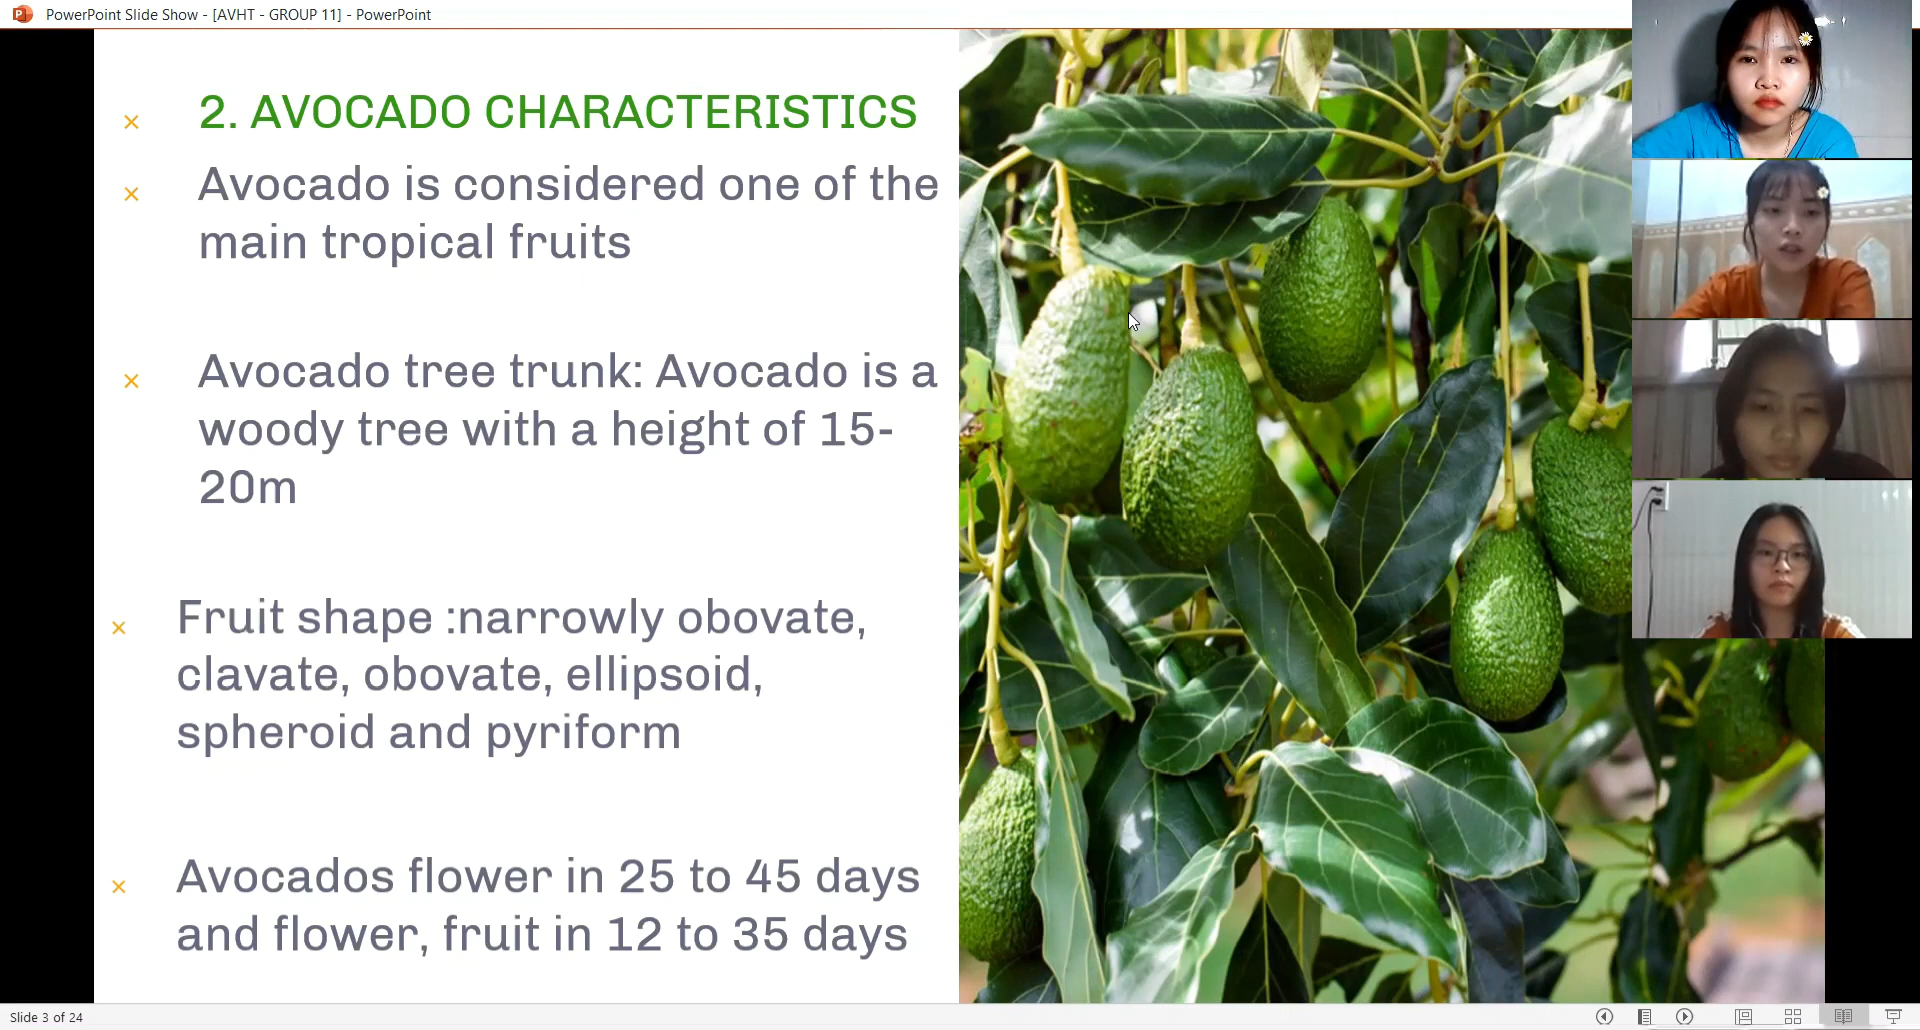 PowerPoint Slide Show - [AVHT - GROUP 11] - PowerPoint
2. AVOCADO CHARACTERISTICS
Avocado is considered one of the
main tropical fruits
Avocado tree trunk: Avocado is a
woody tree with a height of 15-
20m
Fruit shape :narrowly obovate,
clavate, obovate, ellipsoid,
spheroid and pyriform
Avocados flower in 25 to 45 days
and flower, fruit in 12 to 35 days
Slide 3 of 24